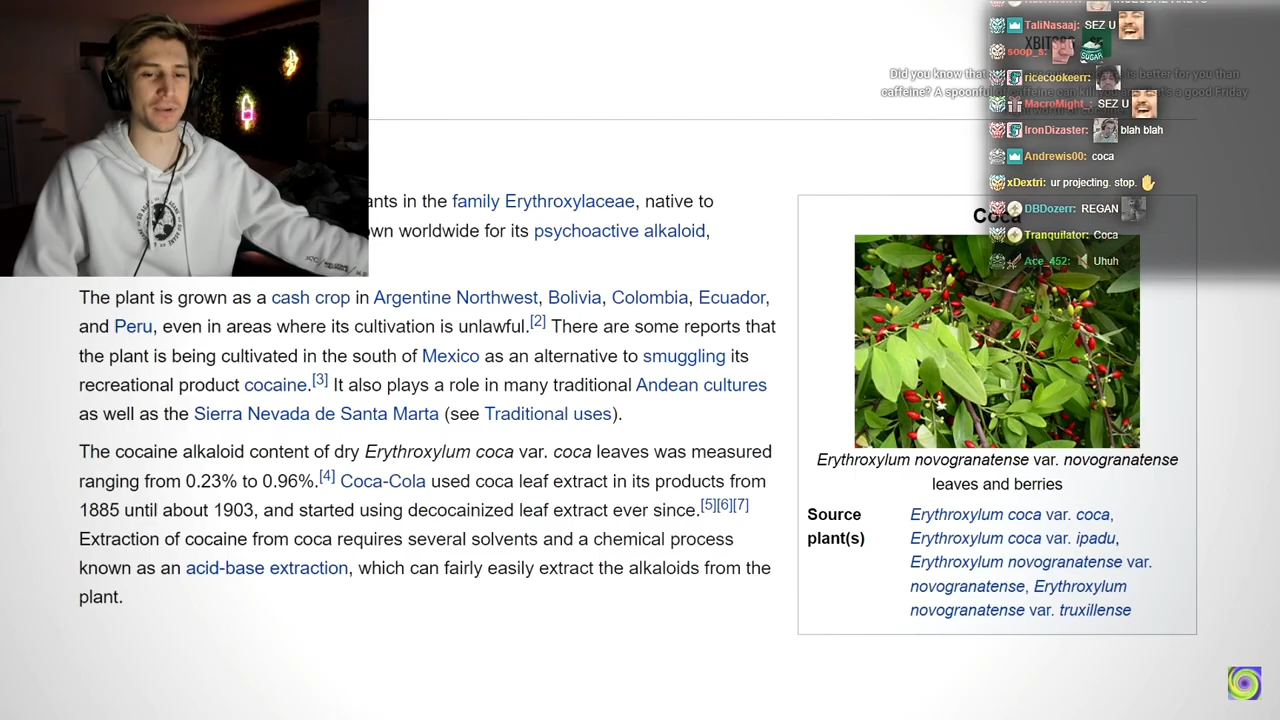 TaliNasaaj: SEZ U
XBIT
soop_s:
SUGAR
Did you know that is better for you than
ricecookeerr:
caffeine? A spoonful of caffeine can kill you a good Friday
MacroMight_: SEZ U
IronDizaster: blah blah
Andrewis00: coca
xDextri: ur projecting. stop.
DBDozerr: REGAN
Tranquilator: Coca
Ace_452: Uhuh
ants in the family Erythroxylaceae, native to
own worldwide for its psychoactive alkaloid,
The plant is grown as a cash crop in Argentine Northwest, Bolivia, Colombia, Ecuador,
and Peru, even in areas where its cultivation is unlawful.[2] There are some reports that
the plant is being cultivated in the south of Mexico as an alternative to smuggling its
recreational product cocaine.[3] It also plays a role in many traditional Andean cultures
as well as the Sierra Nevada de Santa Marta (see Traditional uses).
The cocaine alkaloid content of dry Erythroxylum coca var. coca leaves was measured
ranging from 0.23% to 0.96%.[4] Coca-Cola used coca leaf extract in its products from
1885 until about 1903, and started using decocainized leaf extract ever since.[5][6][7]
Extraction of cocaine from coca requires several solvents and a chemical process
known as an acid-base extraction, which can fairly easily extract the alkaloids from the
plant.
Coca
Erythroxylum novogranatense var. novogranatense
leaves and berries
Source
plant(s)
Erythroxylum coca var. coca,
Erythroxylum coca var. ipadu,
Erythroxylum novogranatense var.
novogranatense, Erythroxylum
novogranatense var. truxillense